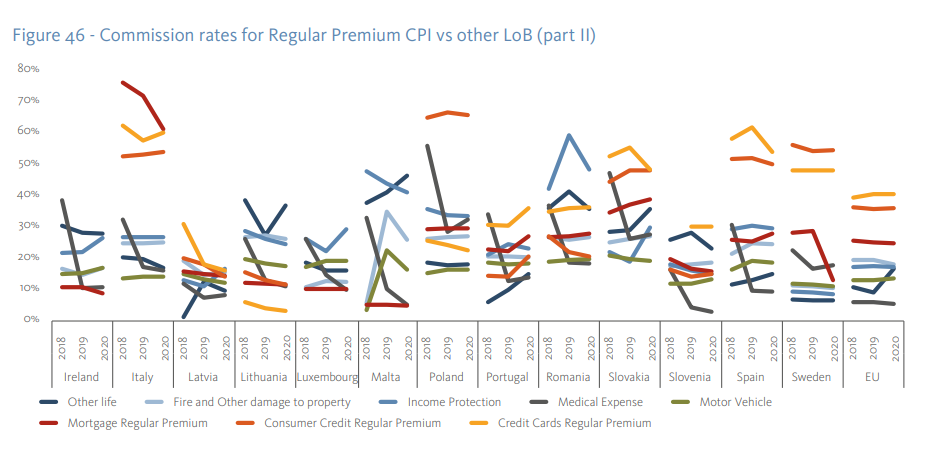 Figure 46 - Commission rates for Regular Premium CPI vs other LoB (part II)
80%
70%
60%
50%
40%
30%
20%
10%
0%
2018 2019 2020 2018 2019 2020 2018 2019 2020 2018 2019 2020 2018 2019 2020 2018 2019 2020 2018 2019 2020 2018 2019 2020 2018 2019 2020 2018 2019 2020 2018 2019 2020 2018 2019 2020 2018 2019 2020 2018 2019 2020
Ireland Italy Latvia Lithuania Luxembourg Malta Poland Portugal Romania Slovakia Slovenia Spain Sweden EU
Other life Fire and Other damage to property Income Protection Medical Expense Motor Vehicle
Mortgage Regular Premium Consumer Credit Regular Premium Credit Cards Regular Premium